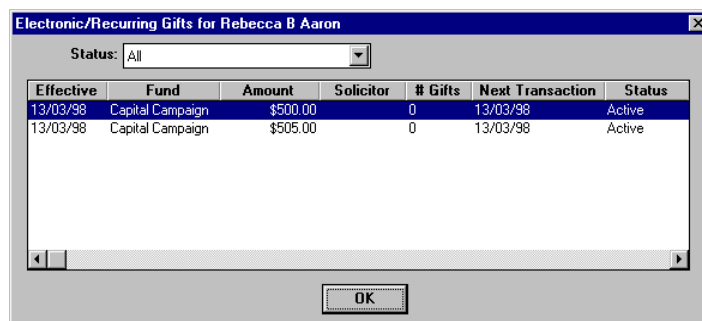 Electronic/Recurring Gifts for Rebecca B Aaron
Status: All
Effective Fund Amount Solicitor # Gifts Next Transaction Status
13/03/98 Capital Campaign $500.00 0 13/03/98 Active
13/03/98 Capital Campaign $505.00 0 13/03/98 Active
OK